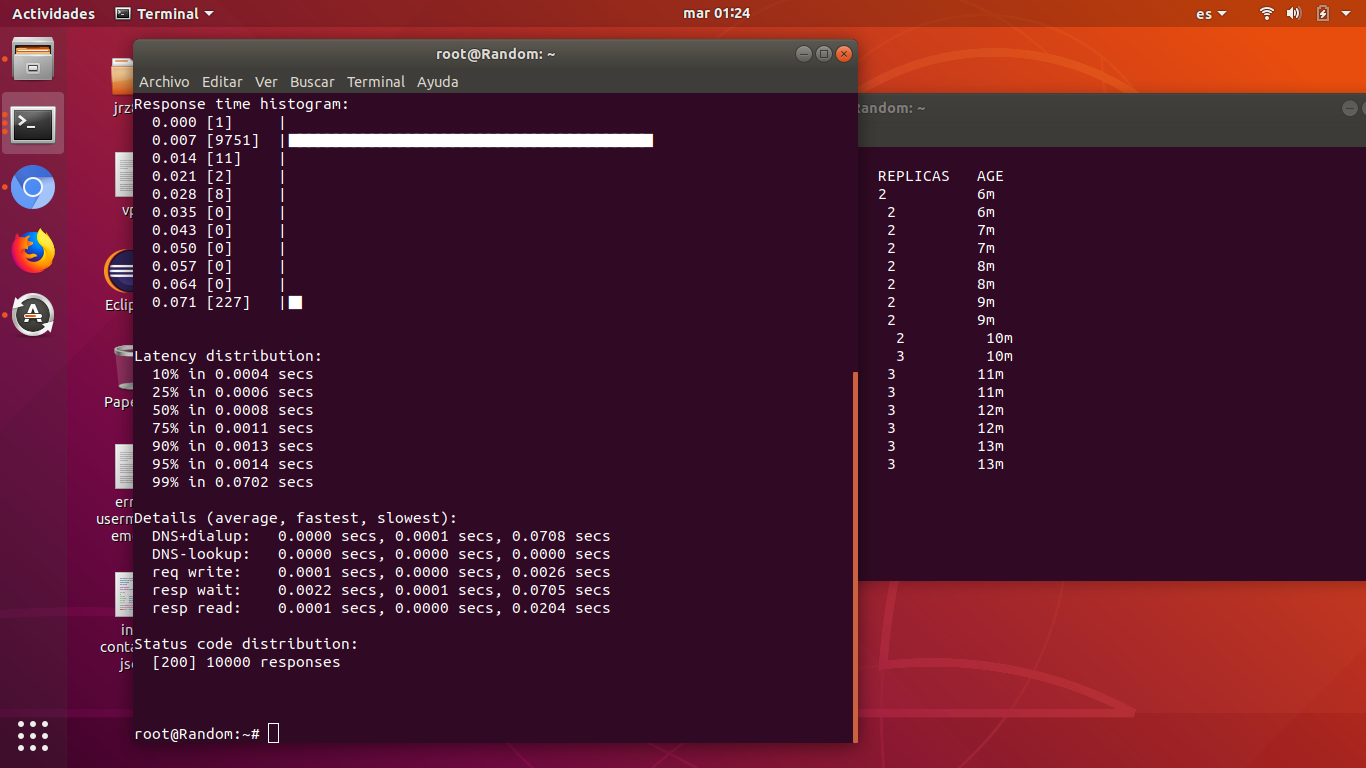 Actividades
Terminal
mar 01:24
es
root@Random: ~
Archivo Editar Ver Buscar Terminal Ayuda
Response time histogram:
0.000 [1] |
0.007 [9751] |
0.014 [11] |
0.021 [2] |
0.028 [8] |
0.035 [0] |
0.043 [0] |
0.050 [0] |
0.057 [0] |
0.064 [0] |
0.071 [227] |
Latency distribution:
10% in 0.0004 secs
25% in 0.0006 secs
50% in 0.0008 secs
75% in 0.0011 secs
90% in 0.0013 secs
95% in 0.0014 secs
99% in 0.0702 secs
Details (average, fastest, slowest):
DNS+dialup: 0.0000 secs, 0.0001 secs, 0.0708 secs
DNS-lookup: 0.0000 secs, 0.0000 secs, 0.0000 secs
req write: 0.0001 secs, 0.0000 secs, 0.0026 secs
resp wait: 0.0022 secs, 0.0001 secs, 0.0705 secs
resp read: 0.0001 secs, 0.0000 secs, 0.0204 secs
Status code distribution:
[200] 10000 responses
root@Random:~#
andom: ~
REPLICAS AGE
2 6m
2 6m
2 7m
2 7m
2 8m
2 8m
2 9m
2 9m
2 10m
3 10m
3 11m
3 11m
3 12m
3 12m
3 13m
3 13m
jrz
Eclip
Pape
err
userm
em
in
conta
js